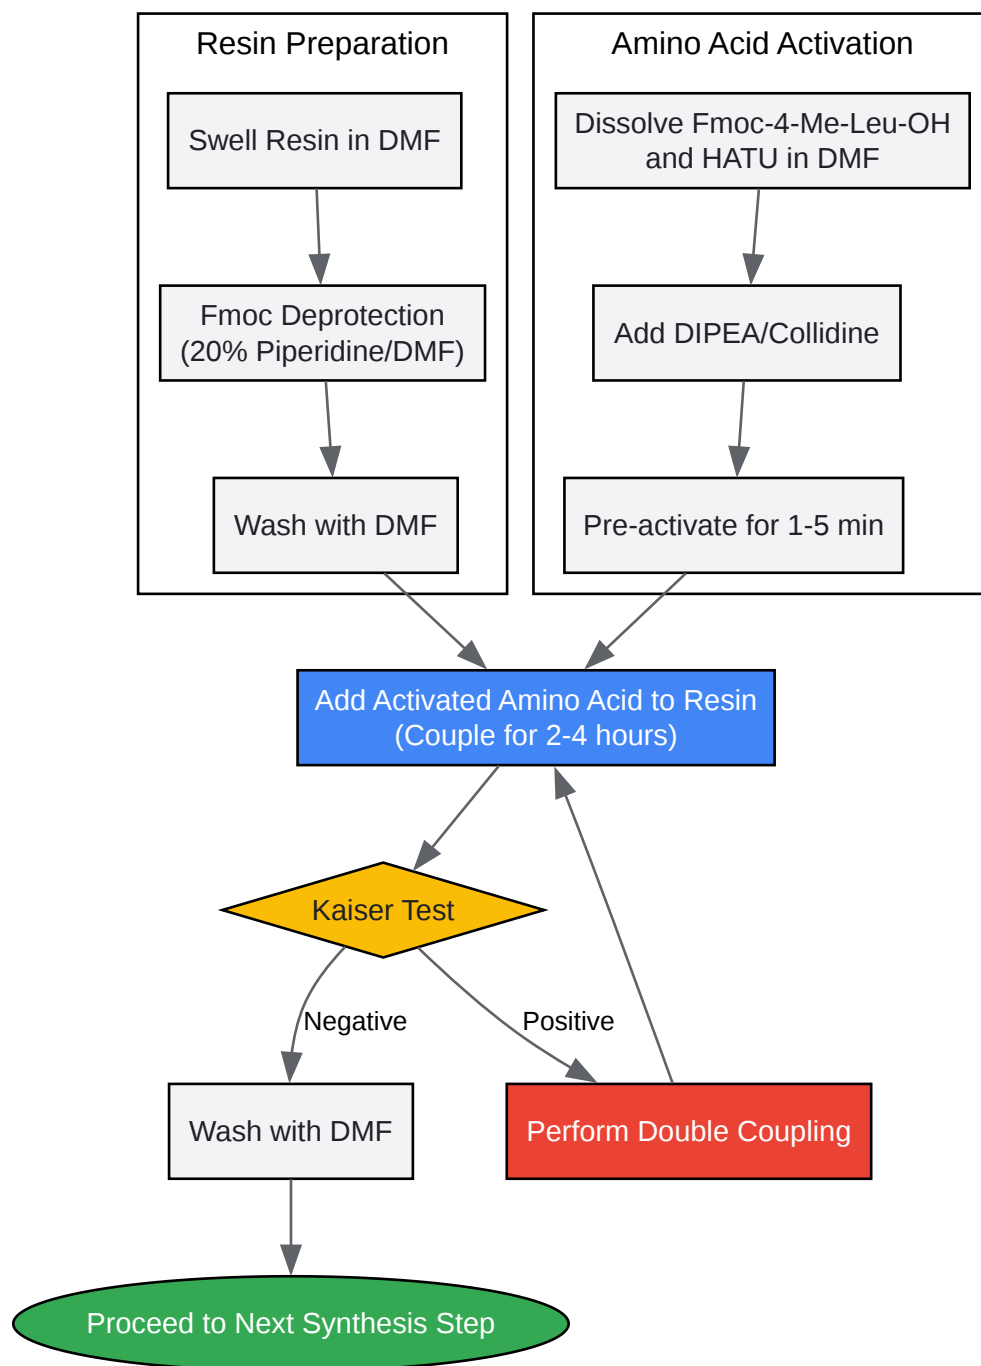 Resin Preparation
Swell Resin in DMF
Fmoc Deprotection
(20% Piperidine/DMF)
Wash with DMF
Amino Acid Activation
Dissolve Fmoc-4-Me-Leu-OH
and HATU in DMF
Add DIPEA/Collidine
Pre-activate for 1-5 min
Add Activated Amino Acid to Resin
(Couple for 2-4 hours)
Kaiser Test
Negative
Positive
Wash with DMF
Perform Double Coupling
Proceed to Next Synthesis Step